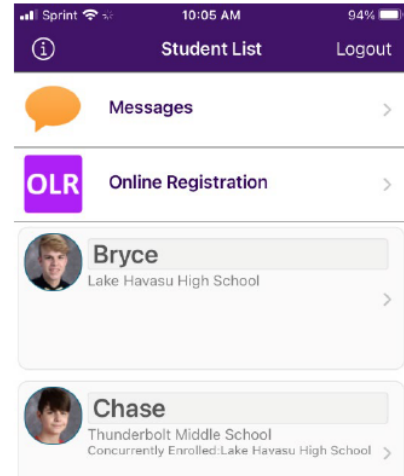 Sprint 10:05 AM 94%
Student List Logout
Messages
OLR Online Registration
Bryce
Lake Havasu High School
Chase
Thunderbolt Middle School
Concurrently Enrolled:Lake Havasu High School